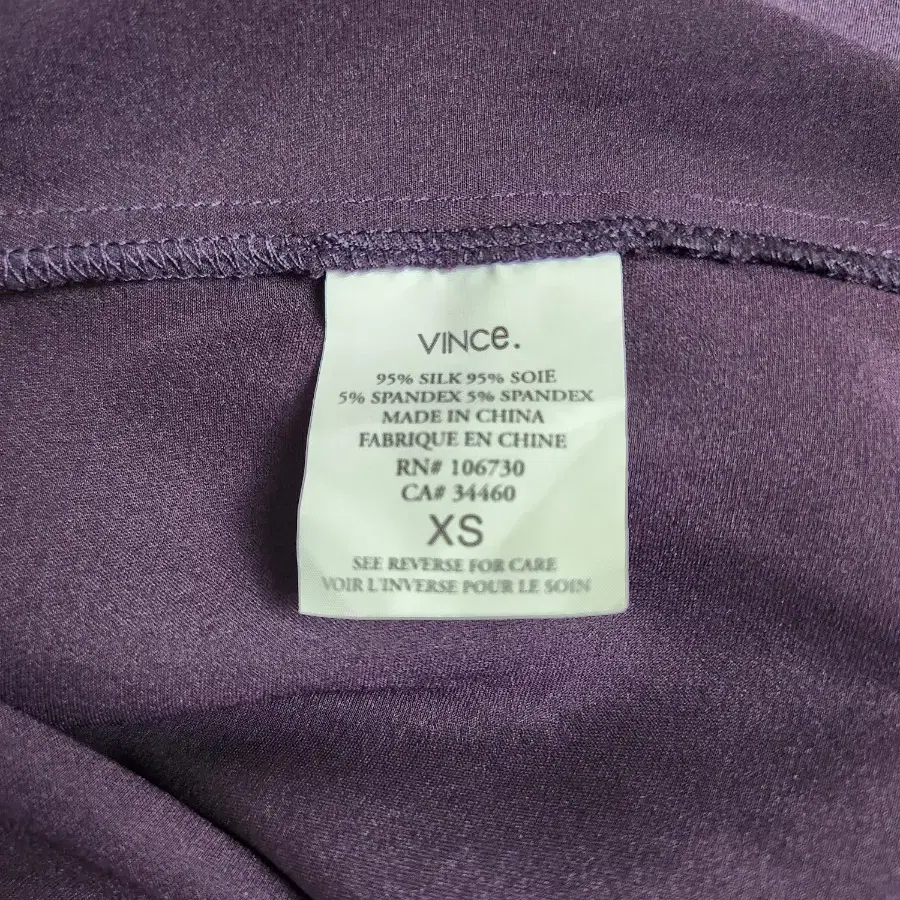 VINCe.
95% SILK 95% SOIE
5% SPANDEX 5% SPANDEX
MADE IN CHINA
FABRIQUE EN CHINE
RN# 106730
CA# 34460
XS
SEE REVERSE FOR CARE
VOIR L'INVERSE POUR LE SOIN